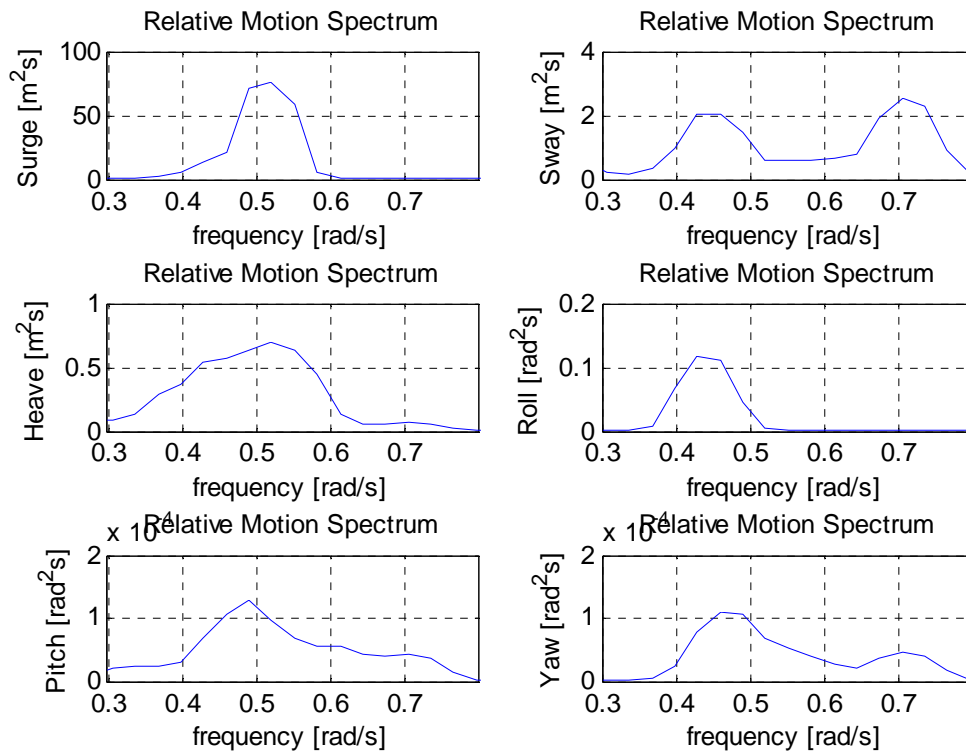 Relative Motion Spectrum
Surge [m²s]
100
50
0
0.3 0.4 0.5 0.6 0.7
frequency [rad/s]
Relative Motion Spectrum
Sway [m²s]
4
2
0
0.3 0.4 0.5 0.6 0.7
frequency [rad/s]
Relative Motion Spectrum
Heave [m²s]
1
0.5
0
0.3 0.4 0.5 0.6 0.7
frequency [rad/s]
Relative Motion Spectrum
Roll [rad²s]
0.2
0.1
0
0.3 0.4 0.5 0.6 0.7
frequency [rad/s]
x 10⁻⁴
Relative Motion Spectrum
Pitch [rad²s]
2
1
0
0.3 0.4 0.5 0.6 0.7
frequency [rad/s]
x 10⁻⁴
Relative Motion Spectrum
Yaw [rad²s]
2
1
0
0.3 0.4 0.5 0.6 0.7
frequency [rad/s]